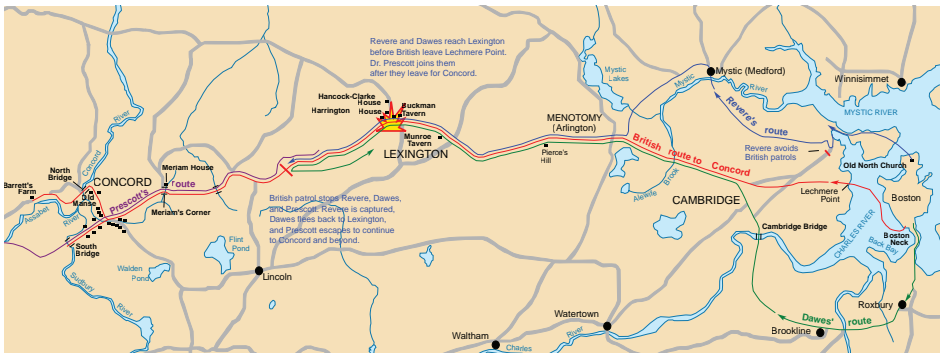 Revere and Dawes reach Lexington
before British leave Lechmere Point.
Dr. Prescott joins them
after they leave for Concord.
Mystic
Lakes
Mystic
River
Mystic (Medford)
Winnisimmet
MYSTIC RIVER
Revere's route
Revere avoids
British patrols
Old North Church
Hancock-Clarke
House
Harrington
House
Buckman
Tavern
Munroe
Tavern
LEXINGTON
MENOTOMY
(Arlington)
Pierce's
Hill
British route to Concord
Alewife Brook
CAMBRIDGE
Lechmere
Point
Boston
CHARLES RIVER
Back Bay
Boston
Neck
Cambridge Bridge
Concord River
North
Bridge
CONCORD
Barrett's
Farm
Old
Manse
Assabet
River
Meriam House
Prescott's route
Meriam's Corner
South
Bridge
British patrol stops Revere, Dawes,
and Prescott. Revere is captured,
Dawes flees back to Lexington,
and Prescott escapes to continue
to Concord and beyond.
Flint
Pond
Walden
Pond
Sudbury
River
Lincoln
Waltham
Watertown
Charles
River
Roxbury
Dawes' route
Brookline